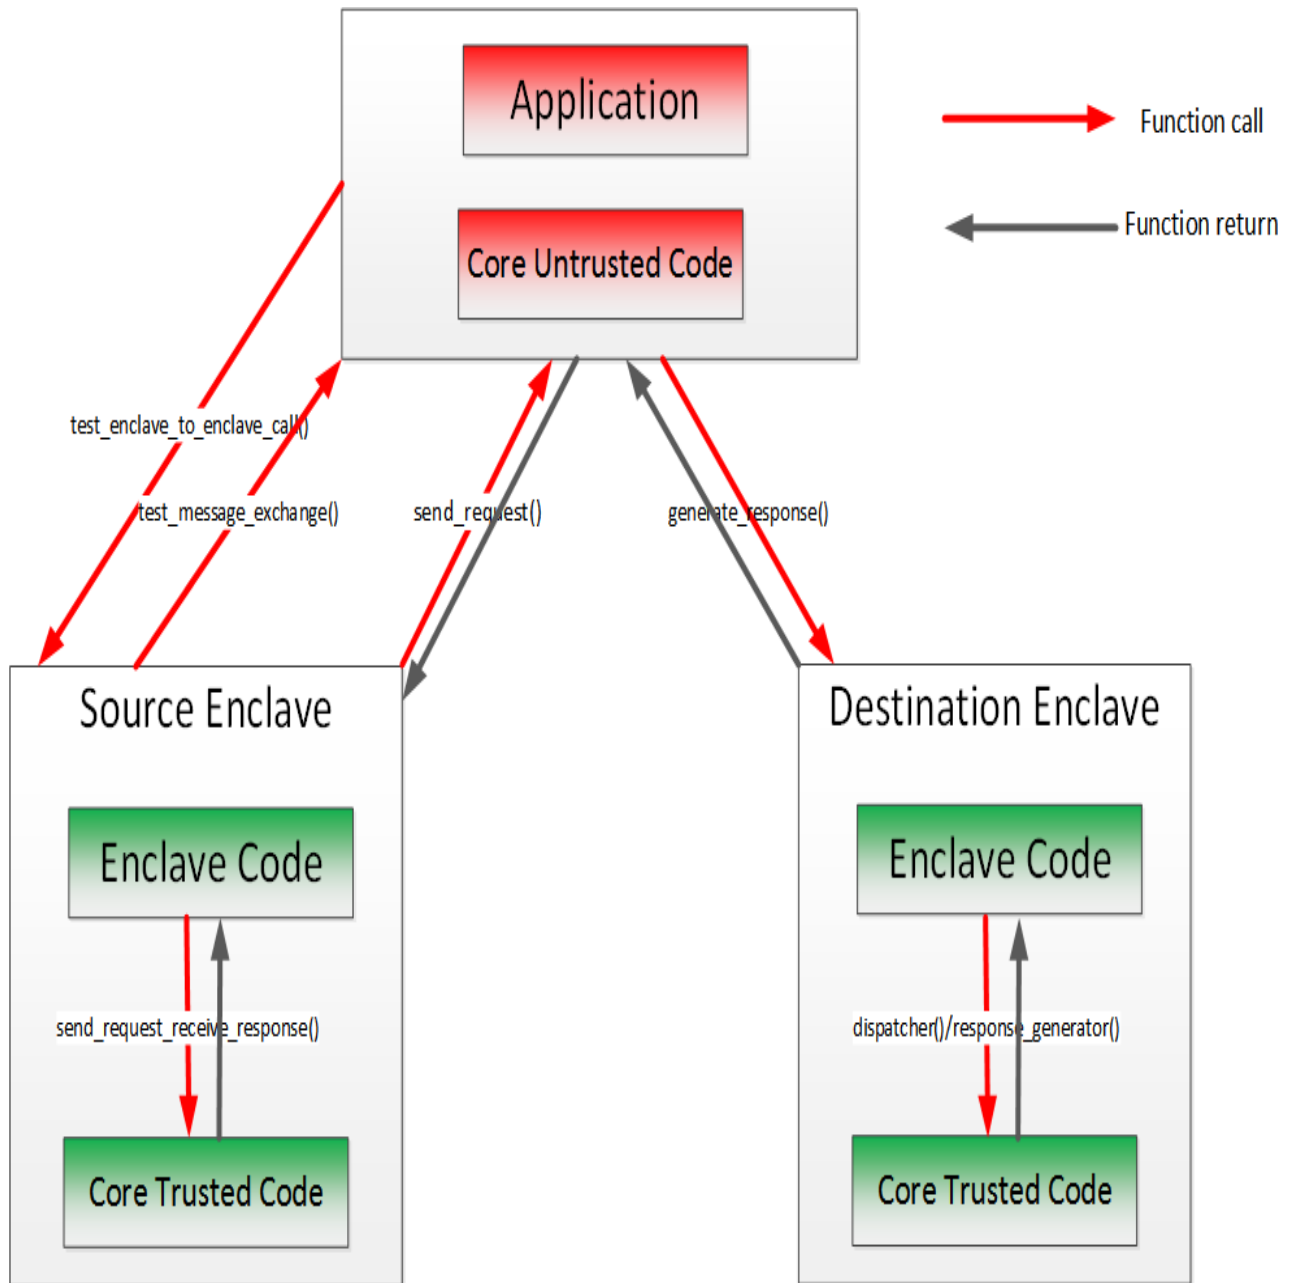 Application
Function call
Function return
Core Untrusted Code
test_enclave_to_enclave_call()
test_message_exchange()
send_request()
generate_response()
Source Enclave
Destination Enclave
Enclave Code
Enclave Code
send_request_receive_response()
dispatcher()/response_generator()
Core Trusted Code
Core Trusted Code